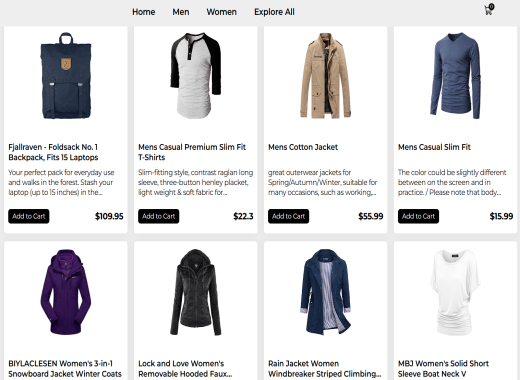 Home Men Women Explore All
0
Fjallraven - Foldsack No. 1
Backpack, Fits 15 Laptops
Your perfect pack for everyday use
and walks in the forest. Stash your
laptop (up to 15 inches) in the...
Add to Cart $109.95
Mens Casual Premium Slim Fit
T-Shirts
Slim-fitting style, contrast raglan long
sleeve, three-button henley placket,
light weight & soft fabric for...
Add to Cart $22.3
Mens Cotton Jacket
great outerwear jackets for
Spring/Autumn/Winter, suitable for
many occasions, such as working,...
Add to Cart $55.99
Mens Casual Slim Fit
The color could be slightly different
between on the screen and in
practice. / Please note that body...
Add to Cart $15.99
BIYLACLESEN Women's 3-in-1
Snowboard Jacket Winter Coats
Lock and Love Women's
Removable Hooded Faux...
Rain Jacket Women
Windbreaker Striped Climbing...
MBJ Women's Solid Short
Sleeve Boat Neck V